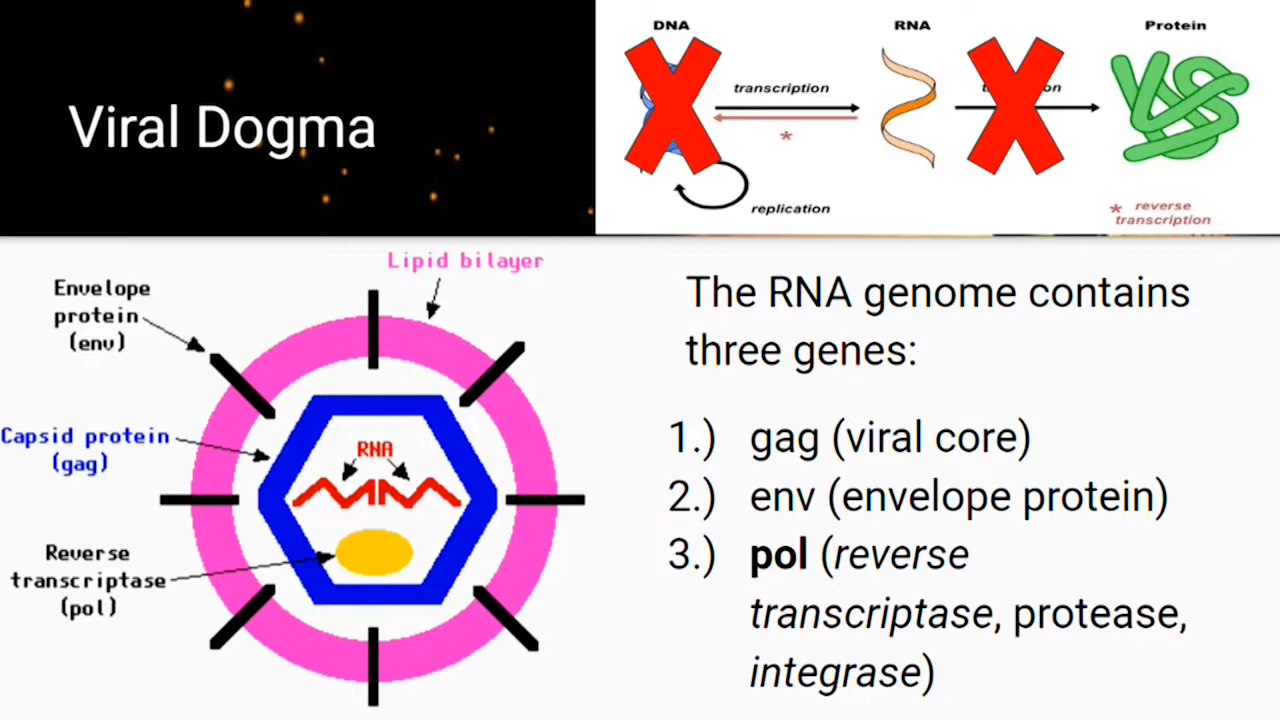 Viral Dogma
DNA
RNA
Protein
transcription
*
replication
* reverse
transcription
Lipid bilayer
Envelope
protein
(env)
Capsid protein
(gag)
RNA
Reverse
transcriptase
(pol)
The RNA genome contains
three genes:
1.) gag (viral core)
2.) env (envelope protein)
3.) pol (reverse
transcriptase, protease,
integrase)